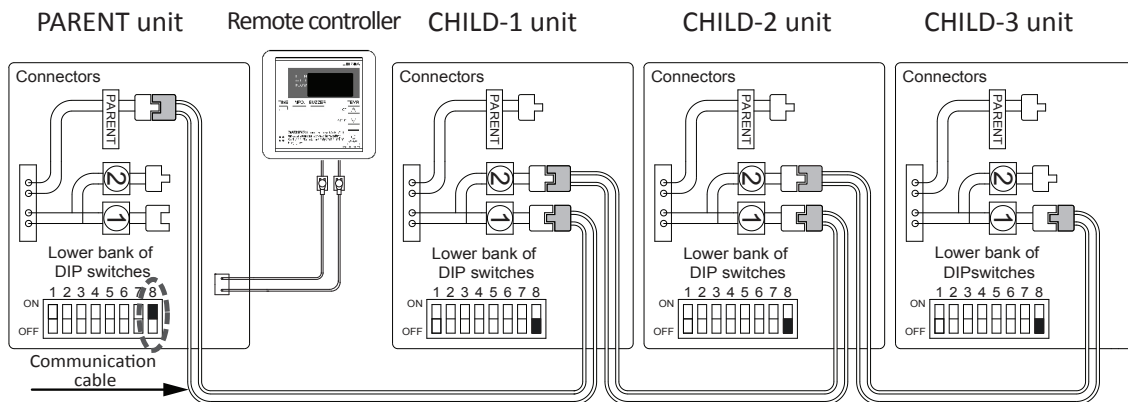 PARENT unit
Remote controller
CHILD-1 unit
CHILD-2 unit
CHILD-3 unit
Connectors
PARENT
2
1
Lower bank of
DIP switches
1 2 3 4 5 6 7 8
ON
OFF
Communication
cable
TIME INFO. BUZZER TEMP.
Connectors
PARENT
2
1
Lower bank of
DIP switches
1 2 3 4 5 6 7 8
ON
OFF
Connectors
PARENT
2
1
Lower bank of
DIP switches
1 2 3 4 5 6 7 8
ON
OFF
Connectors
PARENT
2
1
Lower bank of
DIPswitches
1 2 3 4 5 6 7 8
ON
OFF